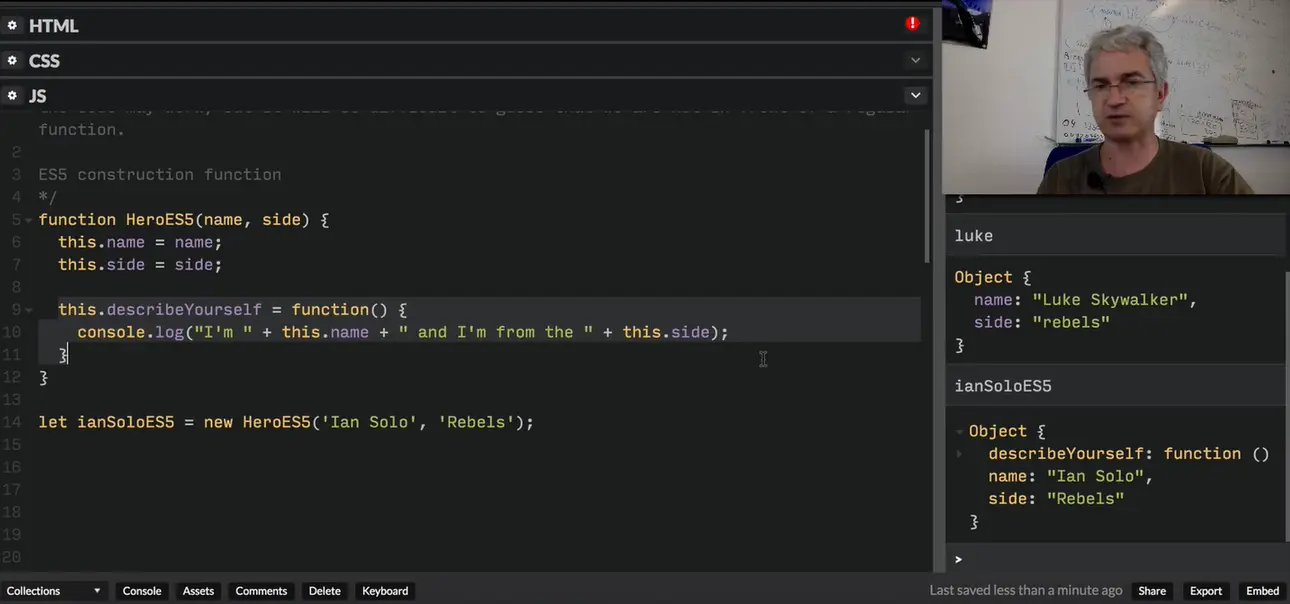 HTML
CSS
JS
function.
2
3 ES5 construction function
4 */
5 function HeroES5(name, side) {
6 this.name = name;
7 this.side = side;
8
9 this.describeYourself = function() {
10 console.log("I'm " + this.name + " and I'm from the " + this.side);
11 }
12 }
13
14 let ianSoloES5 = new HeroES5('Ian Solo', 'Rebels');
15
16
17
18
19
20
}
luke
Object {
name: "Luke Skywalker",
side: "rebels"
}
ianSoloES5
Object {
describeYourself: function ()
name: "Ian Solo",
side: "Rebels"
}
>
Collections Console Assets Comments Delete Keyboard Last saved less than a minute ago Share Export Embed